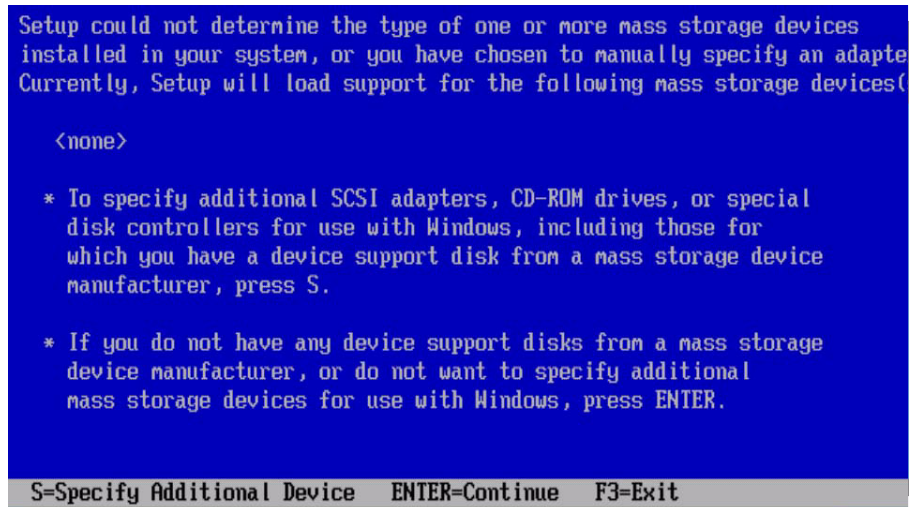 Setup could not determine the type of one or more mass storage devices
installed in your system, or you have chosen to manually specify an adapte
Currently, Setup will load support for the following mass storage devices(
<none>
* To specify additional SCSI adapters, CD-ROM drives, or special
disk controllers for use with Windows, including those for
which you have a device support disk from a mass storage device
manufacturer, press S.
* If you do not have any device support disks from a mass storage
device manufacturer, or do not want to specify additional
mass storage devices for use with Windows, press ENTER.
S=Specify Additional Device ENTER=Continue F3=Exit